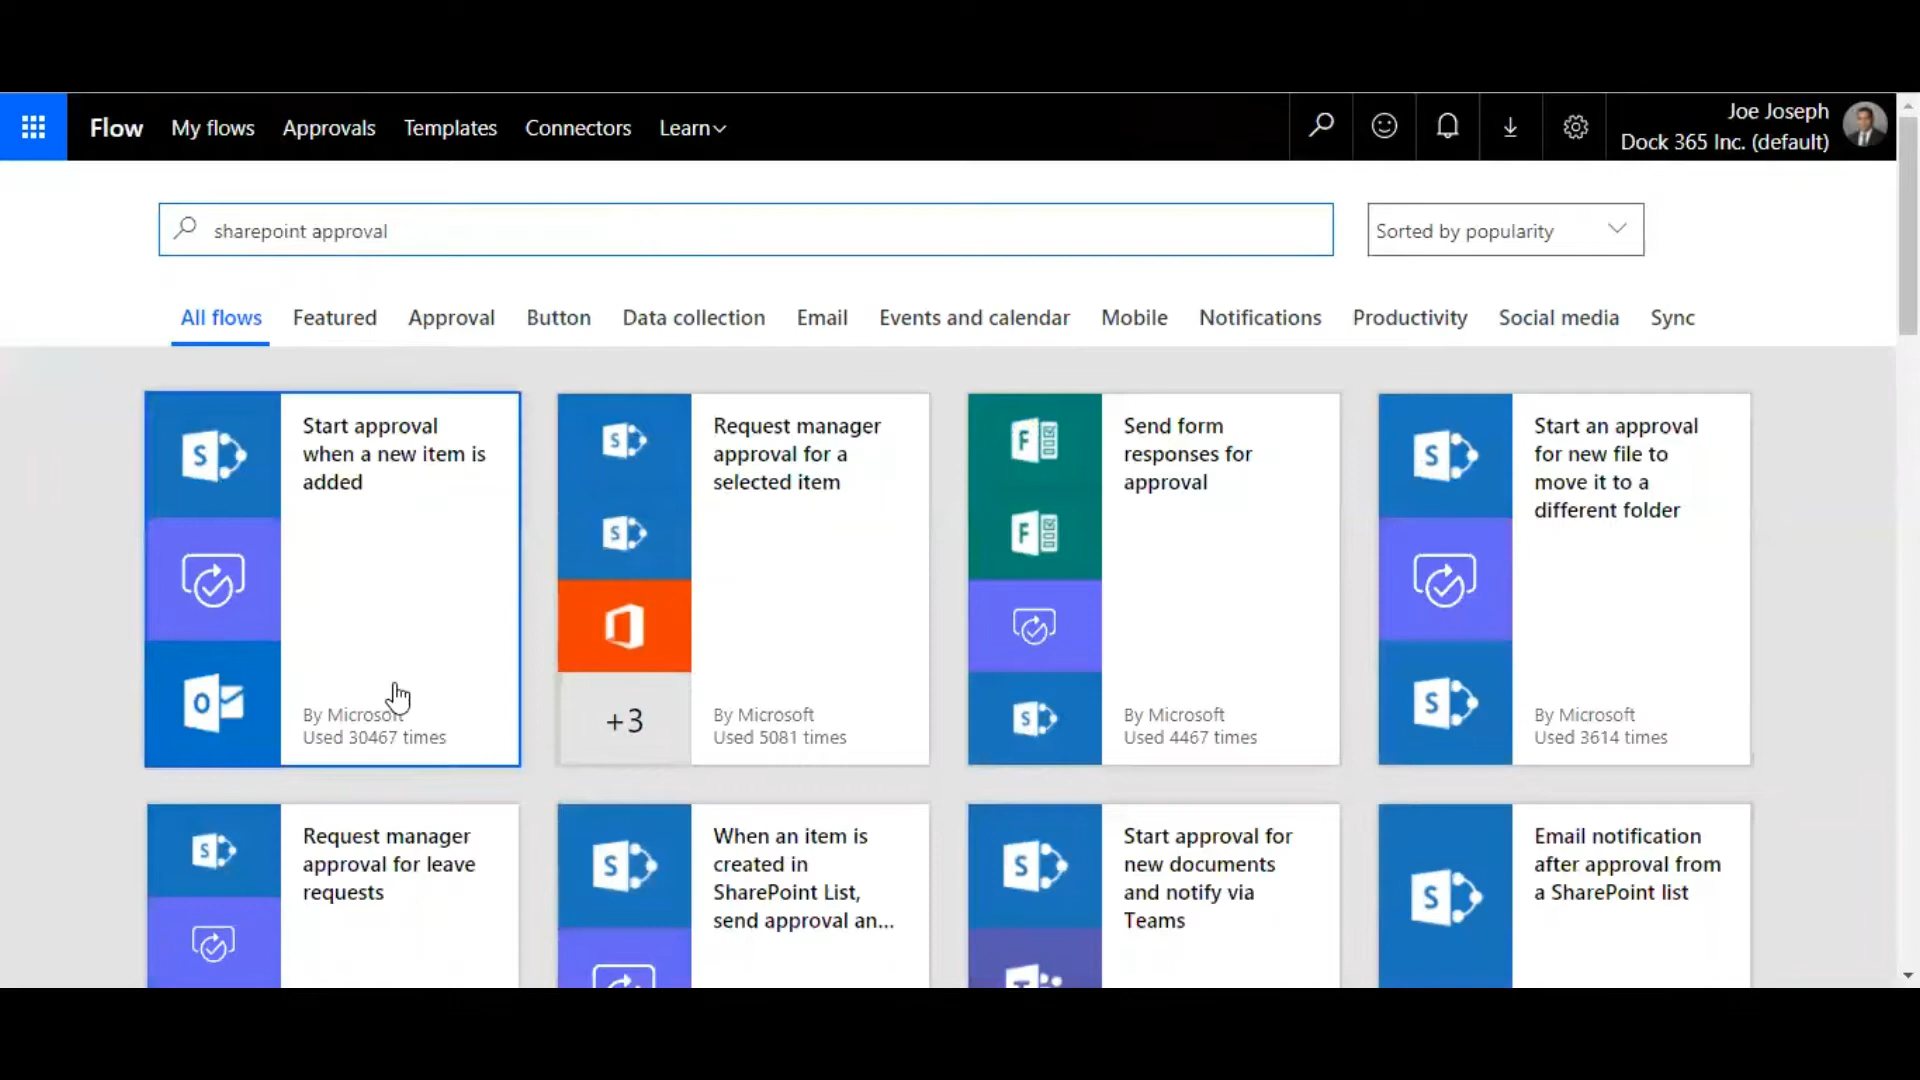 Flow My flows Approvals Templates Connectors Learn
Joe Joseph
Dock 365 Inc. (default)
sharepoint approval
Sorted by popularity
All flows Featured Approval Button Data collection Email Events and calendar Mobile Notifications Productivity Social media Sync
Start approval
when a new item is
added
By Microsoft
Used 30467 times
Request manager
approval for a
selected item
+3
By Microsoft
Used 5081 times
Send form
responses for
approval
By Microsoft
Used 4467 times
Start an approval
for new file to
move it to a
different folder
By Microsoft
Used 3614 times
Request manager
approval for leave
requests
When an item is
created in
SharePoint List,
send approval an...
Start approval for
new documents
and notify via
Teams
Email notification
after approval from
a SharePoint list